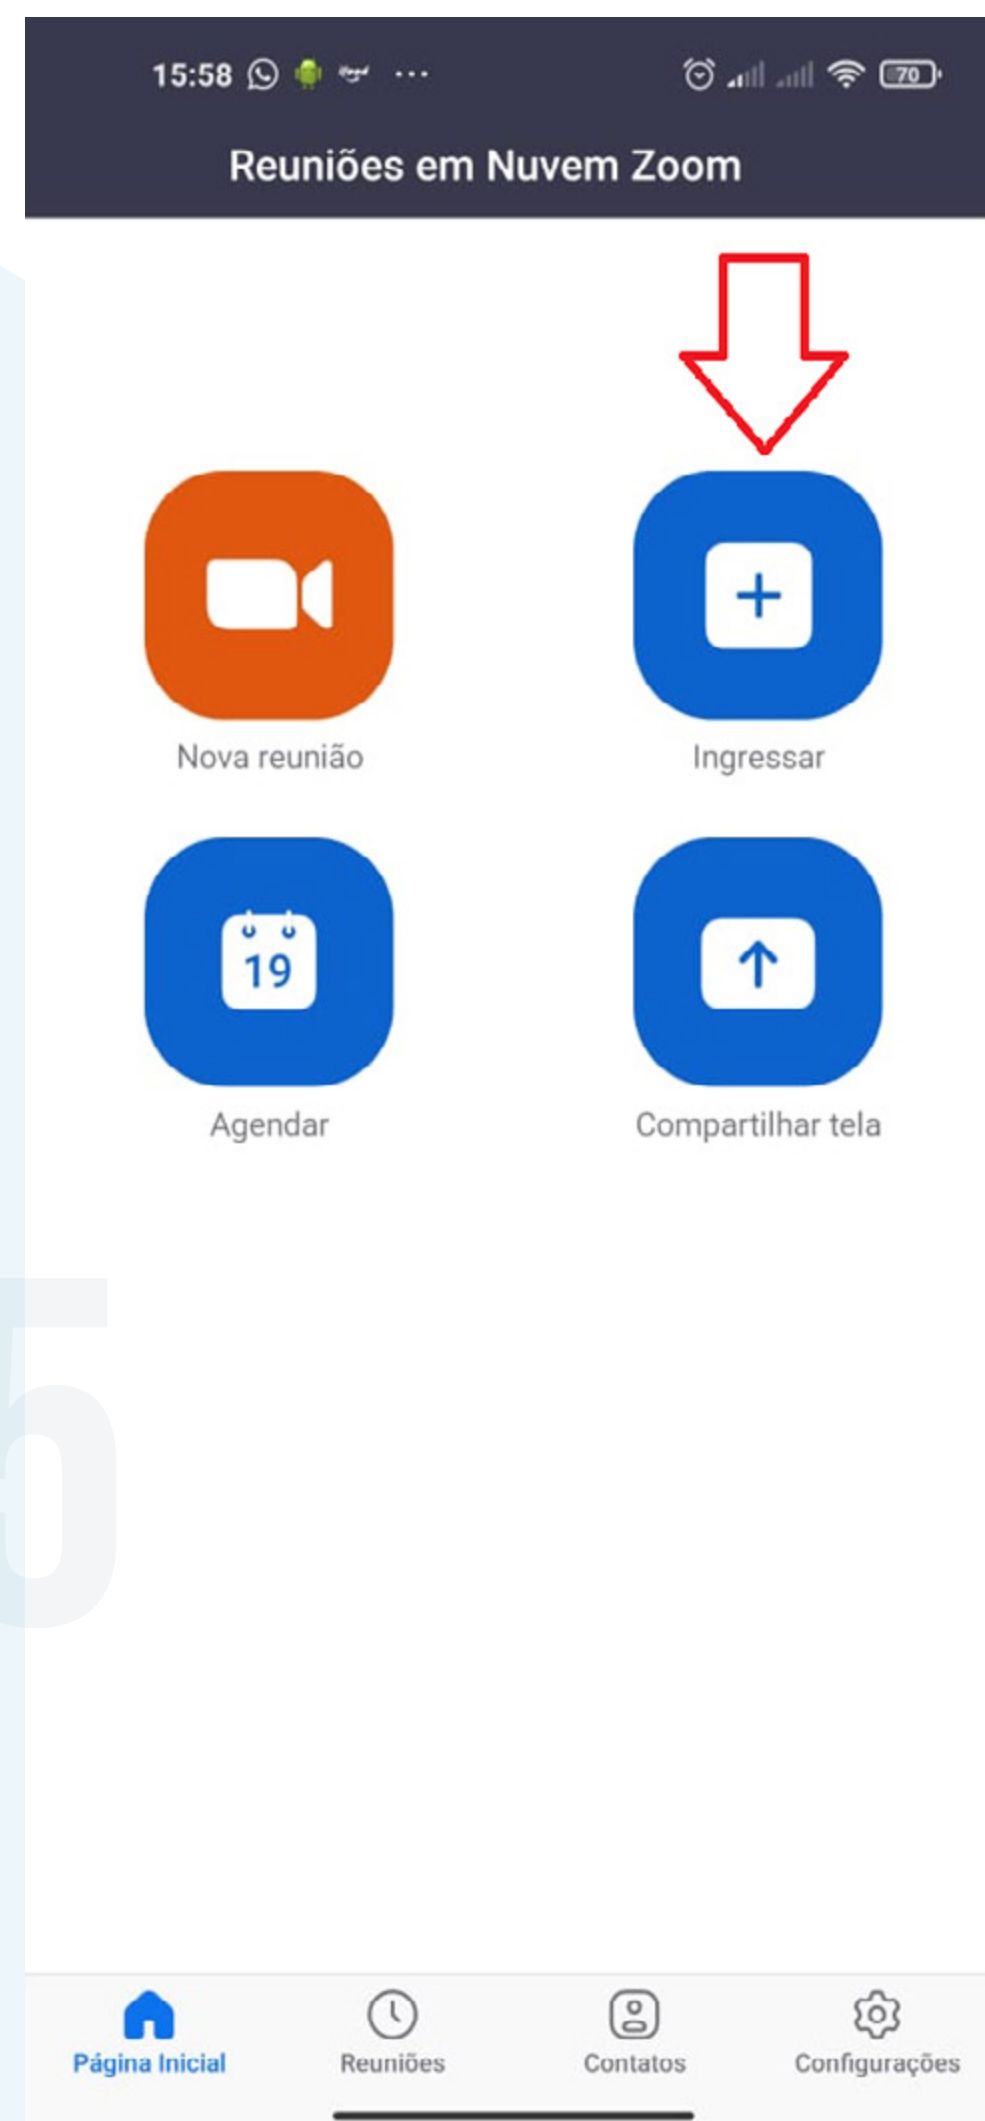 15:58
70
Reuniões em Nuvem Zoom
Nova reunião
Ingressar
19
Agendar
Compartilhar tela
5
Página Inicial
Reuniões
Contatos
Configurações